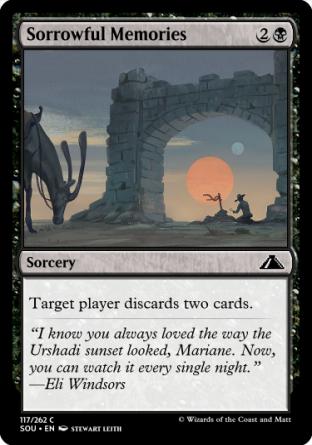 Sorrowful Memories 2
Sorcery
Target player discards two cards.
“I know you always loved the way the
Urshadi sunset looked, Mariane. Now,
you can watch it every single night.”
—Eli Windsors
117/262 C
SOU • EN STEWART LEITH
© Wizards of the Coast and Matt